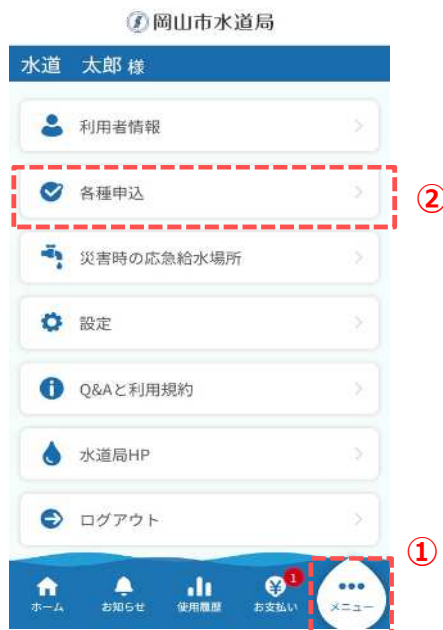 岡山市水道局
水道 太郎 様
利用者情報
各種申込
②
災害時の応急給水場所
設定
Q&Aと利用規約
水道局HP
ログアウト
①
1
ホーム お知らせ 使用履歴 お支払い メニュー